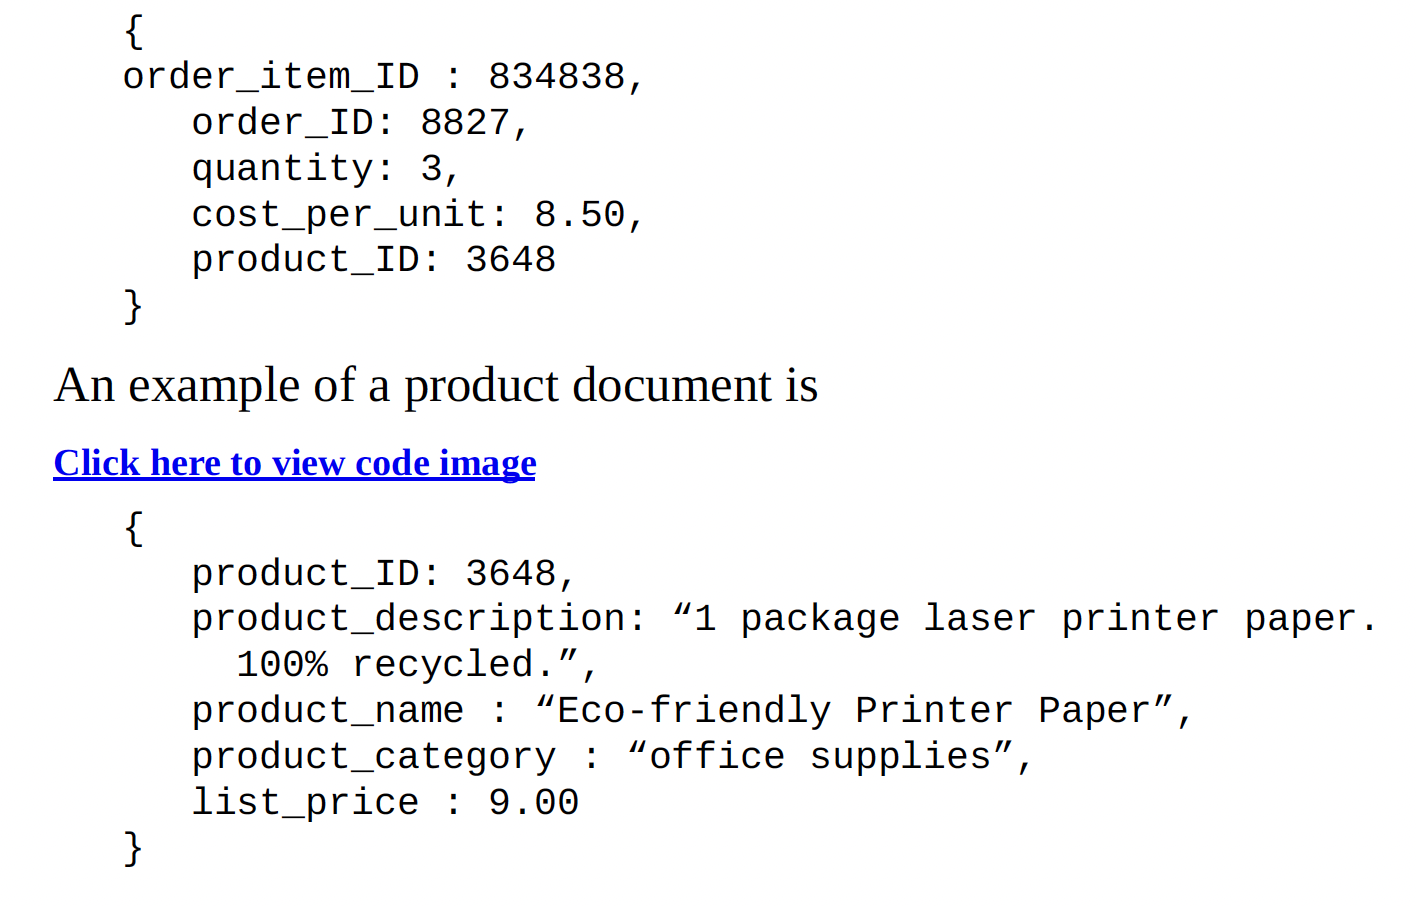 {
order_item_ID : 834838,
order_ID: 8827,
quantity: 3,
cost_per_unit: 8.50,
product_ID: 3648
}
An example of a product document is
Click here to view code image
{
product_ID: 3648,
product_description: “1 package laser printer paper.
100% recycled.”,
product_name : “Eco-friendly Printer Paper”,
product_category : “office supplies”,
list_price : 9.00
}